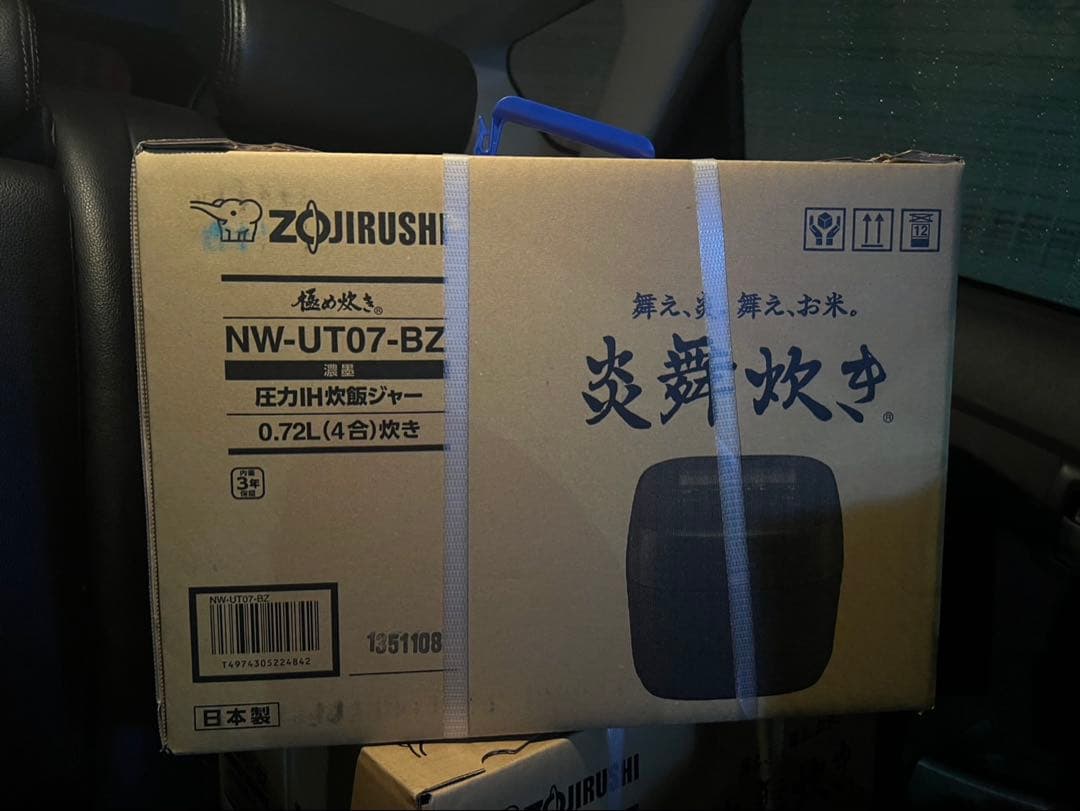 ZOJIRUSHI
極め炊き®
NW-UT07-BZ
濃墨
圧力IH炊飯ジャー
0.72L(4合)炊き
内釜
3年
保証
NW-UT07-BZ
T4974305224842
1351108
日本製
12
舞え、炎 舞え、お米。
炎舞炊き®
ZOJIRUSHI